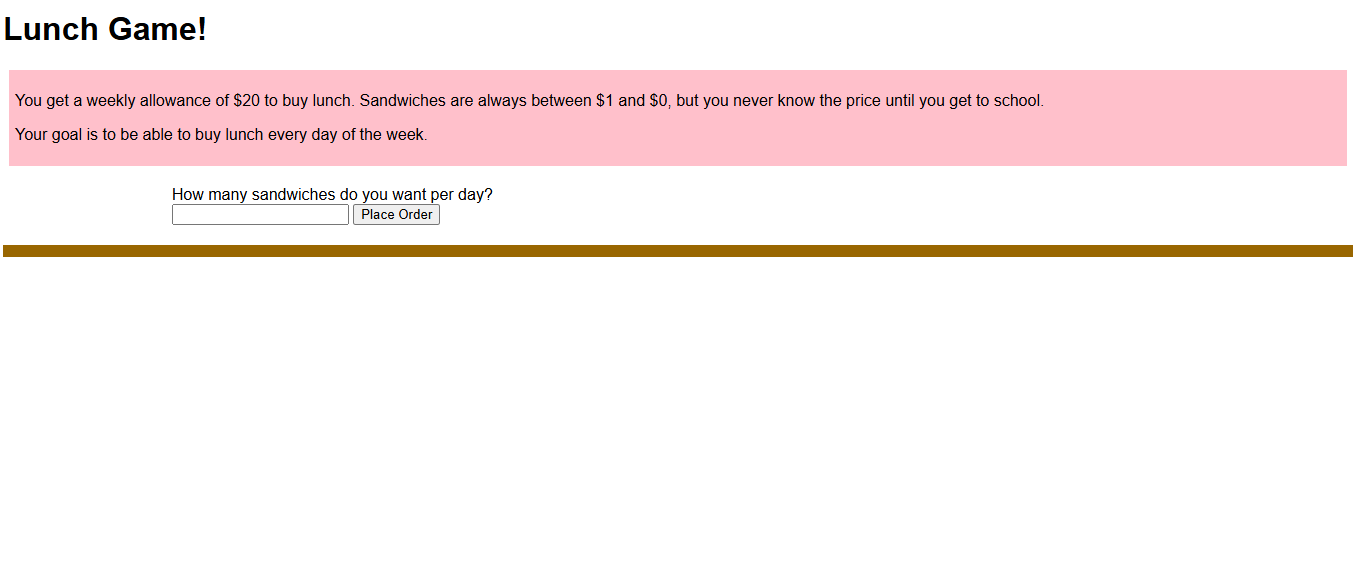 Lunch Game!
You get a weekly allowance of $20 to buy lunch. Sandwiches are always between $1 and $0, but you never know the price until you get to school.
Your goal is to be able to buy lunch every day of the week.
How many sandwiches do you want per day?
Place Order